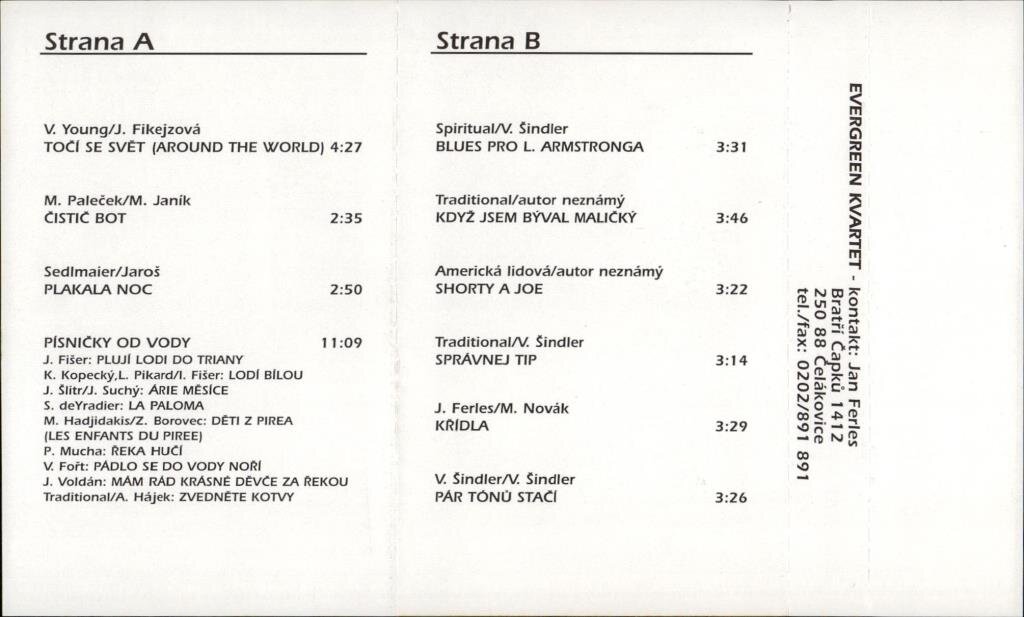 Strana A
V. Young/J. Fikejzová
TOČÍ SE SVĚT (AROUND THE WORLD) 4:27
M. Paleček/M. Janík
ČISTIČ BOT 2:35
Sedlmaier/Jaroš
PLAKALA NOC 2:50
PÍSNIČKY OD VODY 11:09
J. Fišer: PLUJÍ LODI DO TRIANY
K. Kopecký,L. Pikard/I. Fišer: LODÍ BÍLOU
J. Šlitr/J. Suchý: ÁRIE MĚSÍCE
S. deYradier: LA PALOMA
M. Hadjidakis/Z. Borovec: DĚTI Z PIREA
(LES ENFANTS DU PIREE)
P. Mucha: ŘEKA HUČÍ
V. Fořt: PÁDLO SE DO VODY NOŘÍ
J. Voldán: MÁM RÁD KRÁSNÉ DĚVČE ZA ŘEKOU
Traditional/A. Hájek: ZVEDNĚTE KOTVY
Strana B
Spiritual/V. Šindler
BLUES PRO L. ARMSTRONGA 3:31
Traditional/autor neznámý
KDYŽ JSEM BÝVAL MALIČKÝ 3:46
Americká lidová/autor neznámý
SHORTY A JOE 3:22
Traditional/V. Šindler
SPRÁVNEJ TIP 3:14
J. Ferles/M. Novák
KŘÍDLA 3:29
V. Šindler/V. Šindler
PÁR TÓNŮ STAČÍ 3:26
EVERGREEN KVARTET - kontakt: Jan Ferles
Bratří Čapků 1412
250 88 Čelákovice
tel./fax: 0202/891 891